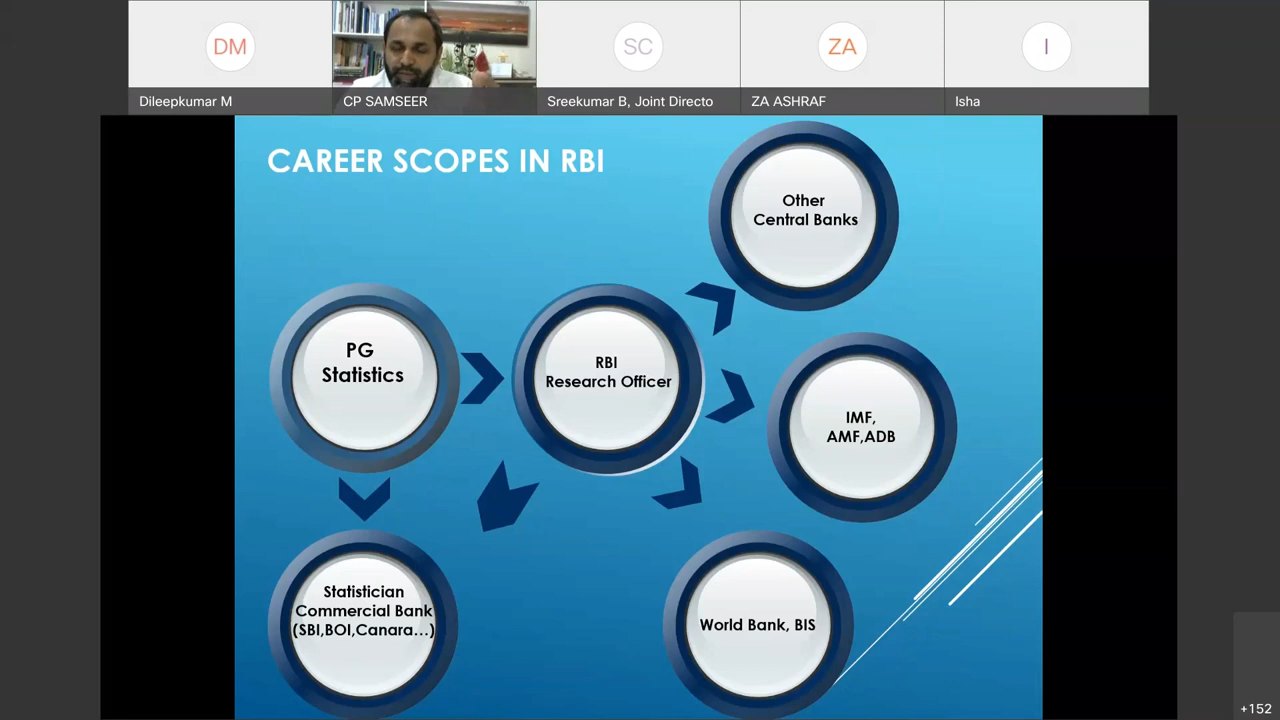 DM
SC
ZA
I
Dileepkumar M
CP SAMSEER
Sreekumar B, Joint Directo
ZA ASHRAF
Isha
CAREER SCOPES IN RBI
Other
Central Banks
PG
Statistics
RBI
Research Officer
IMF,
AMF,ADB
Statistician
Commercial Bank
(SBI,BOI,Canara...)
World Bank, BIS
+152